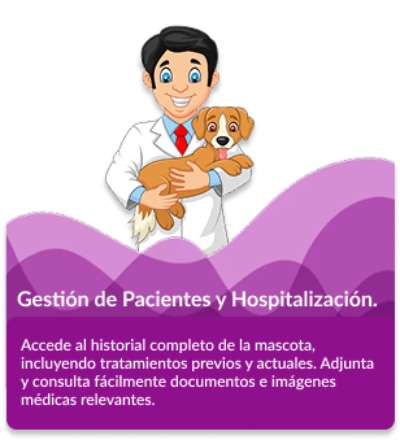 Gestión de Pacientes y Hospitalización.
Accede al historial completo de la mascota,
incluyendo tratamientos previos y actuales. Adjunta
y consulta fácilmente documentos e imágenes
médicas relevantes.